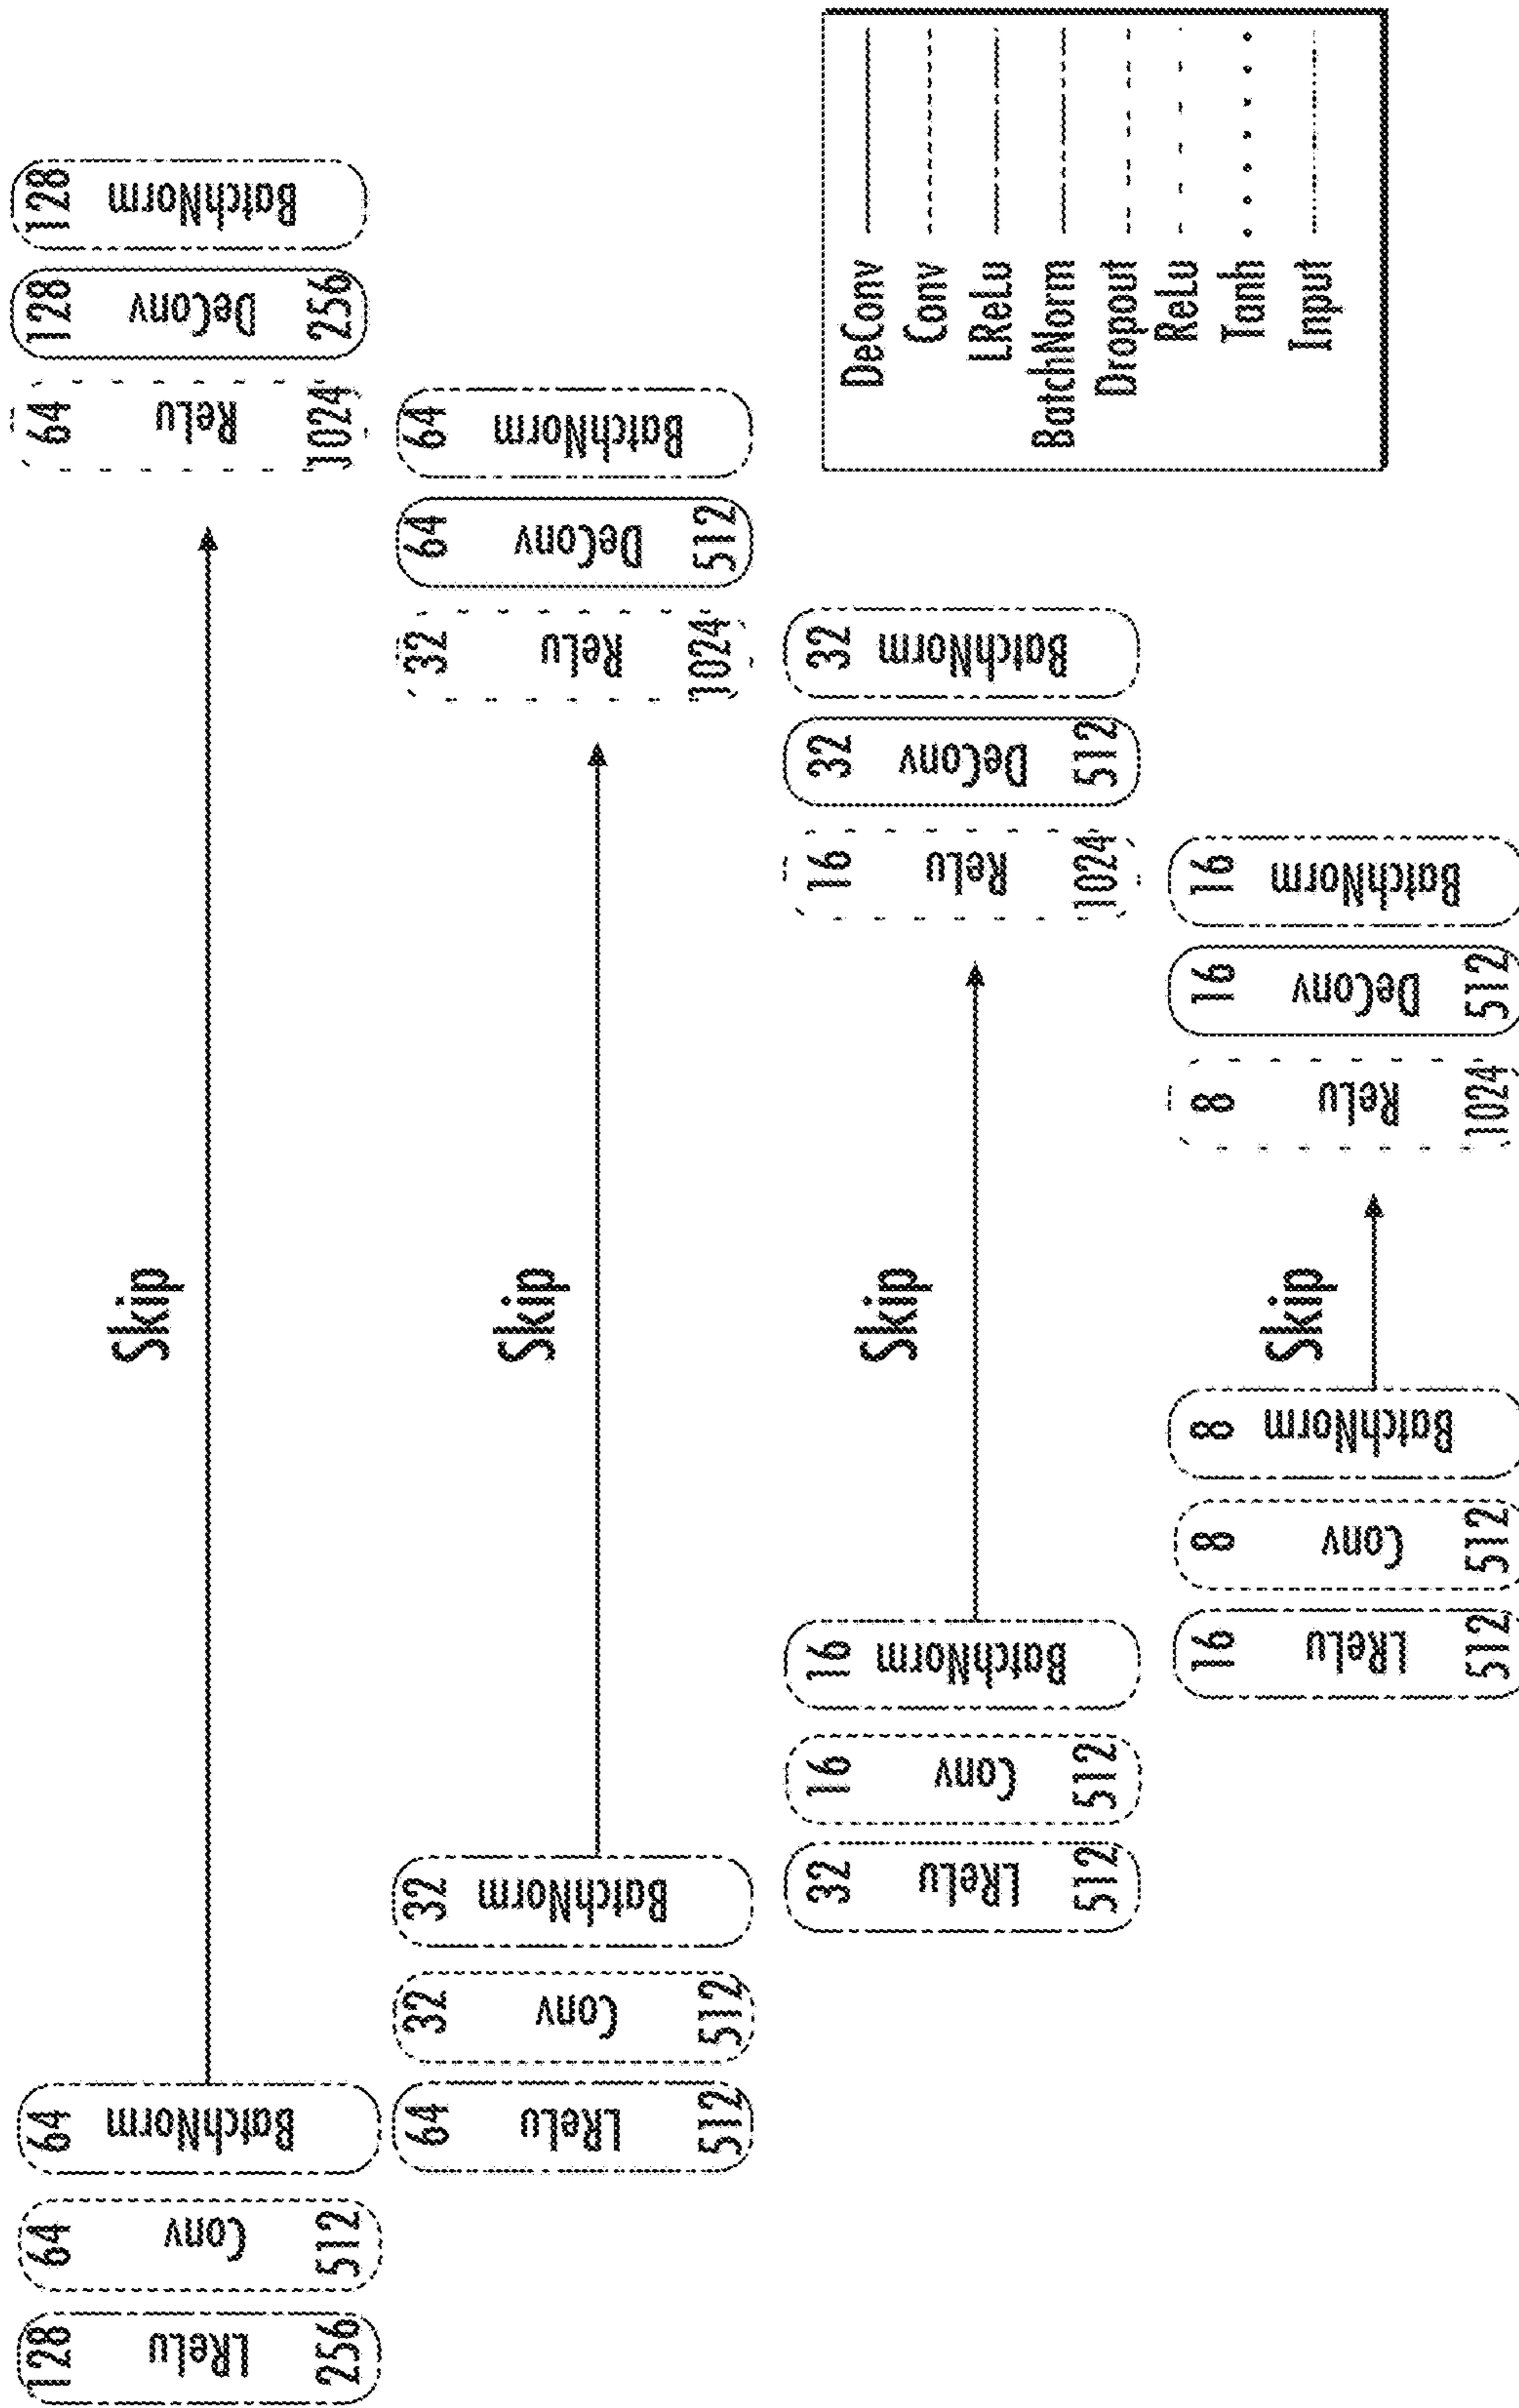 128
LReLu
256
64
Conv
512
64
BatchNorm
Skip
64
ReLu
1024
128
DeConv
256
128
BatchNorm
64
LReLu
512
32
Conv
512
32
BatchNorm
Skip
32
ReLu
1024
64
DeConv
512
64
BatchNorm
32
LReLu
512
16
Conv
512
16
BatchNorm
Skip
16
ReLu
1024
32
DeConv
512
32
BatchNorm
16
LReLu
512
8
Conv
512
8
BatchNorm
Skip
8
ReLu
1024
16
DeConv
512
16
BatchNorm
DeConv
Conv
LReLu
BatchNorm
Dropout
ReLu
Tanh
Input